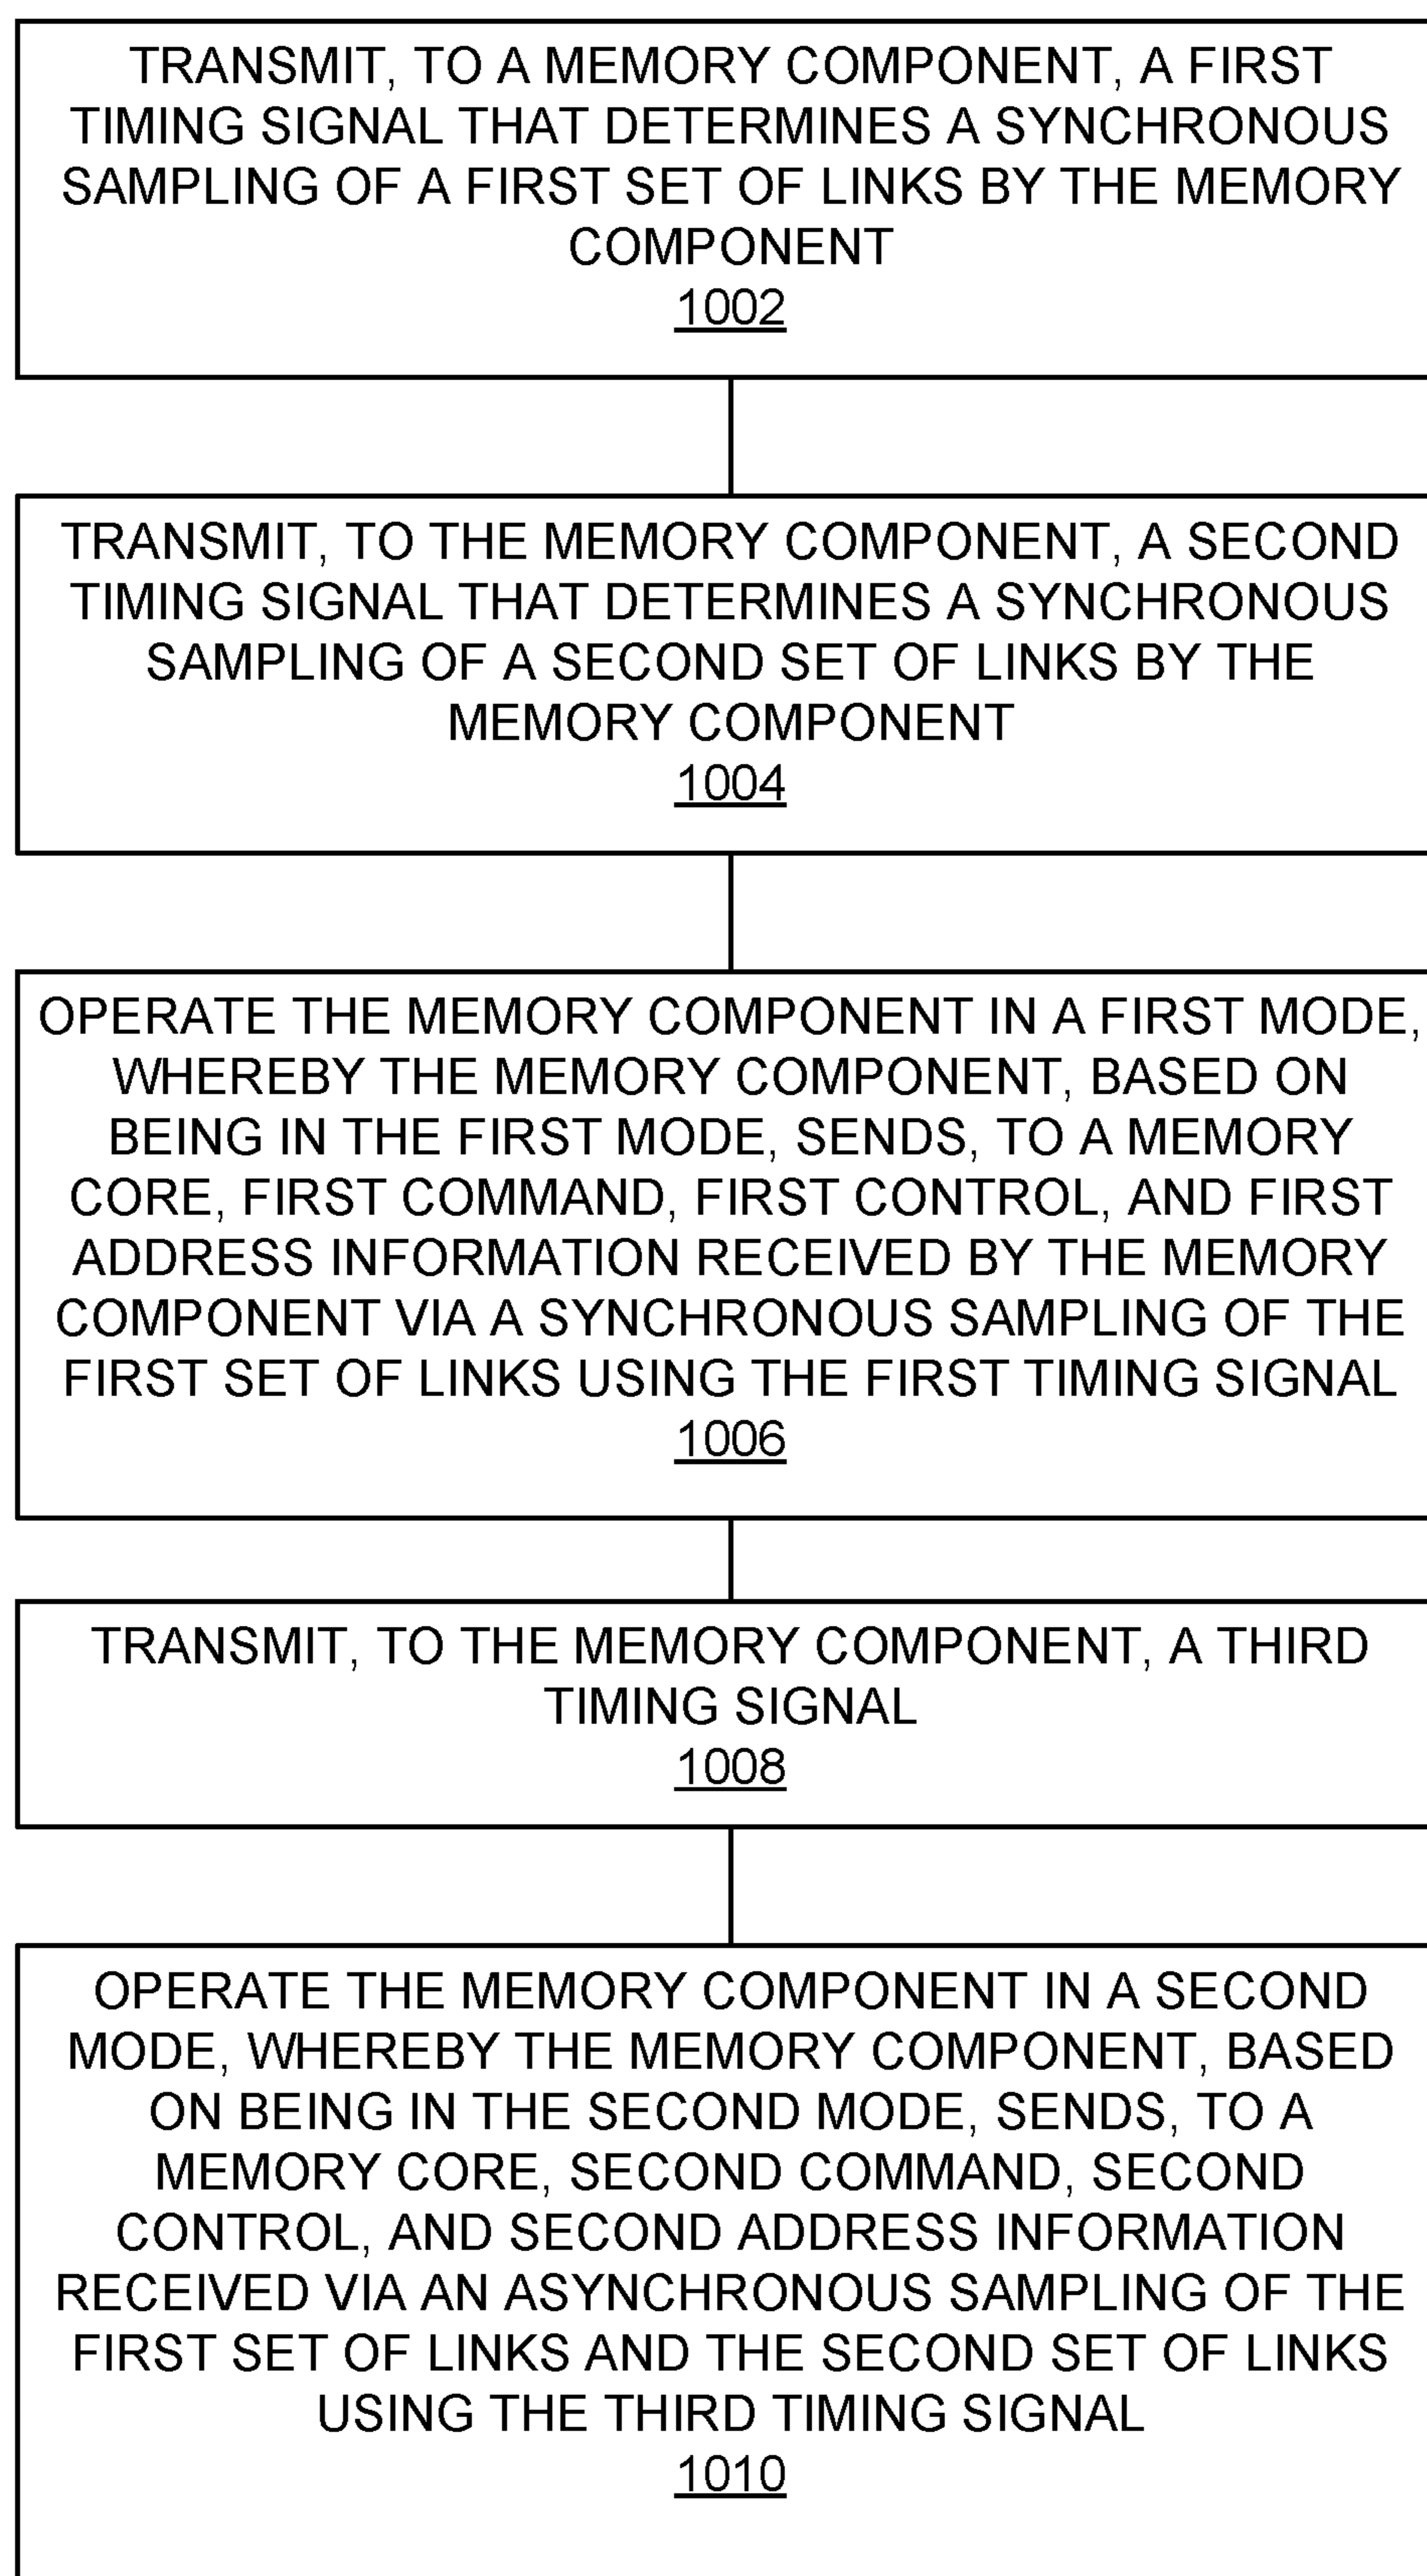 TRANSMIT, TO A MEMORY COMPONENT, A FIRST
TIMING SIGNAL THAT DETERMINES A SYNCHRONOUS
SAMPLING OF A FIRST SET OF LINKS BY THE MEMORY
COMPONENT
1002
TRANSMIT, TO THE MEMORY COMPONENT, A SECOND
TIMING SIGNAL THAT DETERMINES A SYNCHRONOUS
SAMPLING OF A SECOND SET OF LINKS BY THE
MEMORY COMPONENT
1004
OPERATE THE MEMORY COMPONENT IN A FIRST MODE,
WHEREBY THE MEMORY COMPONENT, BASED ON
BEING IN THE FIRST MODE, SENDS, TO A MEMORY
CORE, FIRST COMMAND, FIRST CONTROL, AND FIRST
ADDRESS INFORMATION RECEIVED BY THE MEMORY
COMPONENT VIA A SYNCHRONOUS SAMPLING OF THE
FIRST SET OF LINKS USING THE FIRST TIMING SIGNAL
1006
TRANSMIT, TO THE MEMORY COMPONENT, A THIRD
TIMING SIGNAL
1008
OPERATE THE MEMORY COMPONENT IN A SECOND
MODE, WHEREBY THE MEMORY COMPONENT, BASED
ON BEING IN THE SECOND MODE, SENDS, TO A
MEMORY CORE, SECOND COMMAND, SECOND
CONTROL, AND SECOND ADDRESS INFORMATION
RECEIVED VIA AN ASYNCHRONOUS SAMPLING OF THE
FIRST SET OF LINKS AND THE SECOND SET OF LINKS
USING THE THIRD TIMING SIGNAL
1010